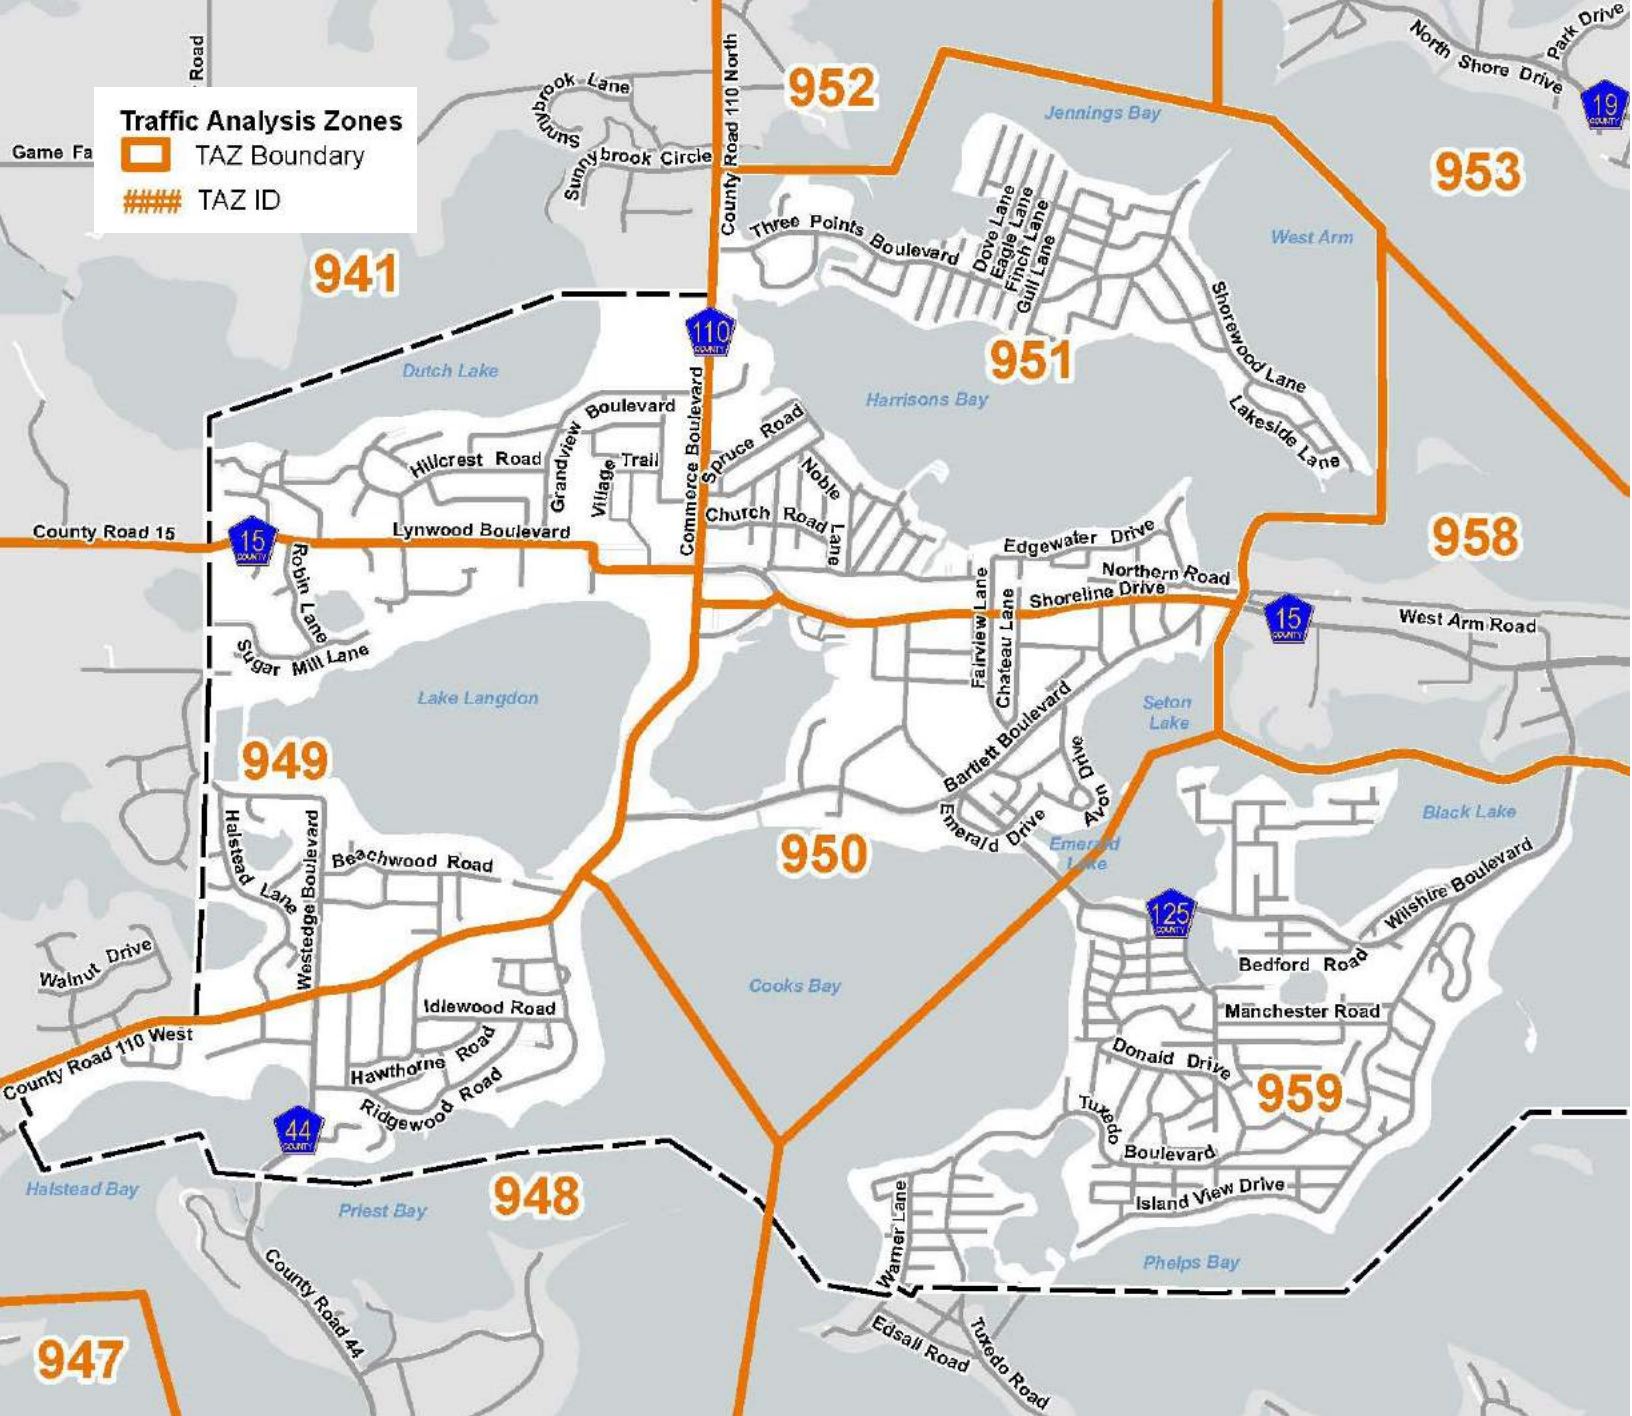 Road
Traffic Analysis Zones
TAZ Boundary
#### TAZ ID
Game Fa
Sunnybrook Lane
Sunnybrook Circle
County Road 110 North
952
Jennings Bay
North Shore Drive
Park Drive
19
COUNTY
953
941
Three Points Boulevard
Dove Lane
Eagle Lane
Finch Lane
Gull Lane
West Arm
Shorewood Lane
Lakeside Lane
951
110
COUNTY
Dutch Lake
Harrisons Bay
Grandview Boulevard
Hillcrest Road
Village Trail
Commerce Boulevard
Spruce Road
Noble Lane
Church Road
County Road 15
15
COUNTY
Lynwood Boulevard
Robin Lane
Sugar Mill Lane
Edgewater Drive
Northern Road
Shoreline Drive
Fairview Lane
Chateau Lane
958
15
COUNTY
West Arm Road
Lake Langdon
Seton
Lake
949
Bartlett Boulevard
Avon Drive
Emerald Drive
Emerald
Lake
Black Lake
950
Halstead Lane
Westedge Boulevard
Beachwood Road
Wilshire Boulevard
125
COUNTY
Bedford Road
Walnut Drive
Cooks Bay
Idlewood Road
Manchester Road
County Road 110 West
Hawthorne Road
Ridgewood Road
Donald Drive
959
44
COUNTY
Tuxedo Boulevard
Halstead Bay
Priest Bay
948
Island View Drive
Warner Lane
Phelps Bay
County Road 44
Edsall Road
Tuxedo Road
947